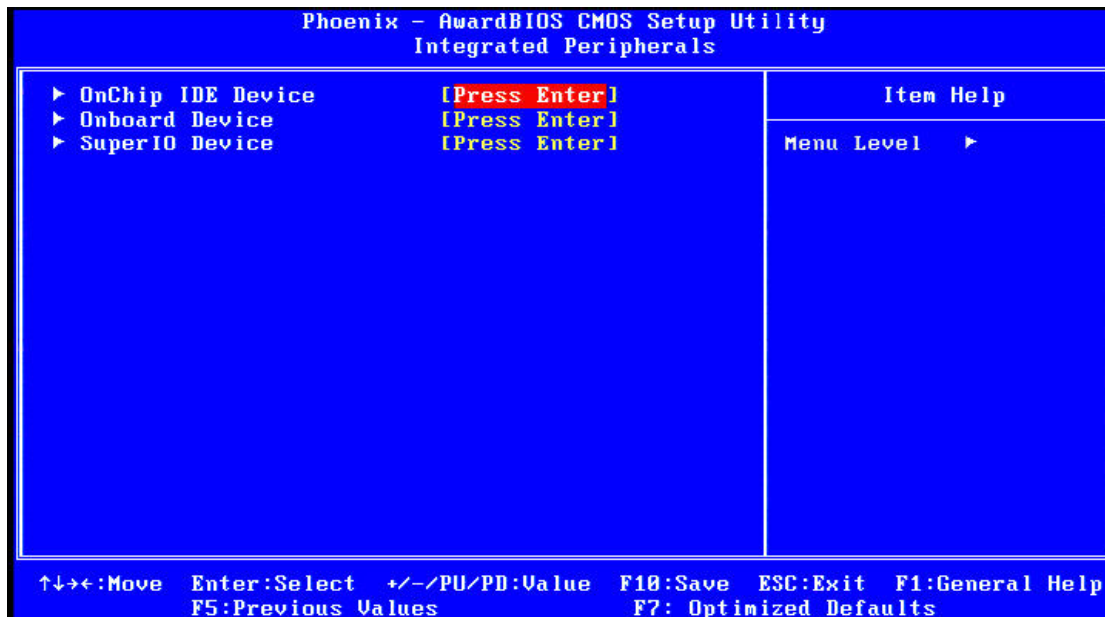 Phoenix - AwardBIOS CMOS Setup Utility
Integrated Peripherals
► OnChip IDE Device [Press Enter]
► Onboard Device [Press Enter]
► SuperIO Device [Press Enter]
Item Help
Menu Level ►
↑↓→←:Move Enter:Select +/-/PU/PD:Value F10:Save ESC:Exit F1:General Help
F5:Previous Values F7: Optimized Defaults